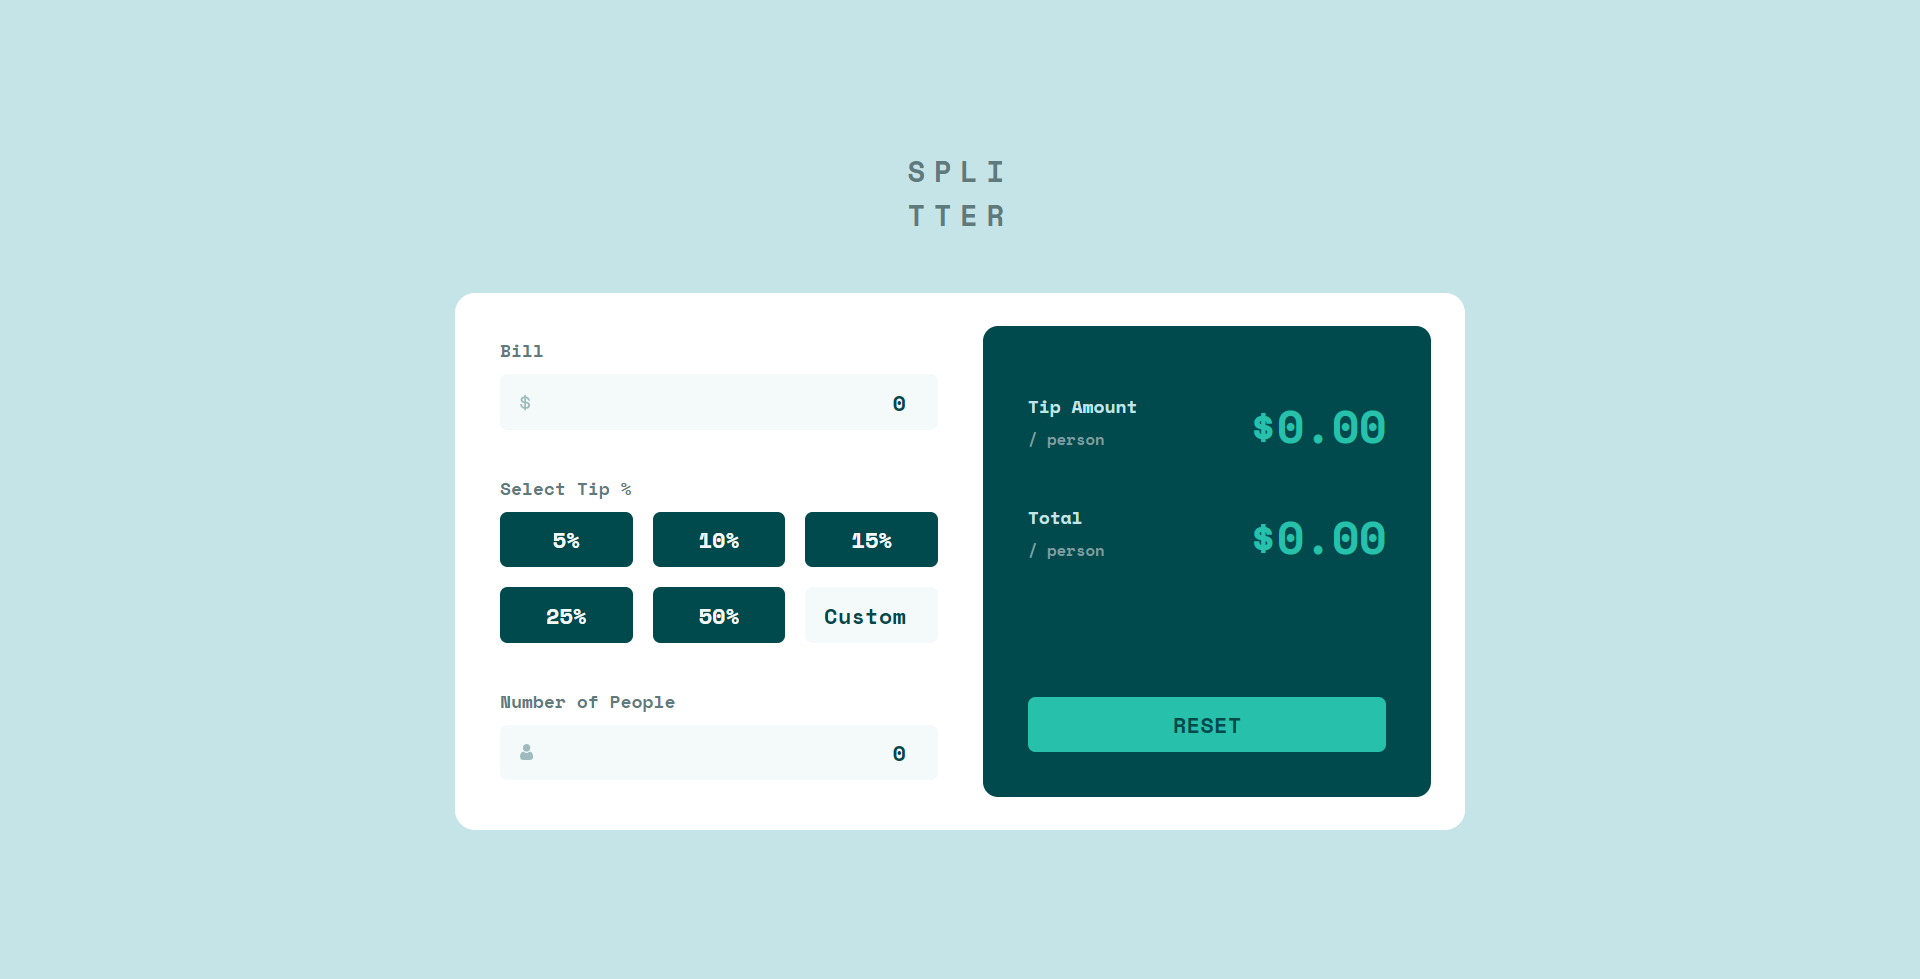 SPLI
TTER
Bill
$ 0
Select Tip %
5% 10% 15%
25% 50% Custom
Number of People
0
Tip Amount
/ person
$0.00
Total
/ person
$0.00
RESET